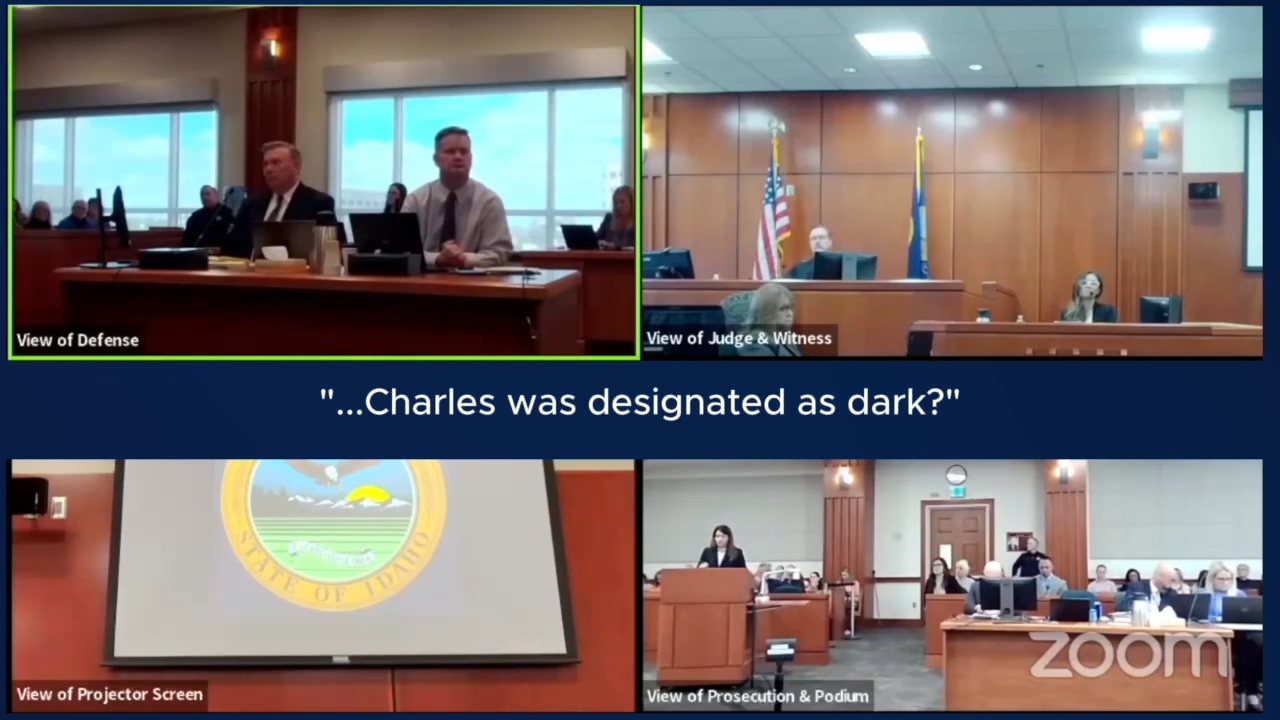 View of Defense
View of Judge & Witness
"...Charles was designated as dark?"
STATE OF IDAHO
View of Projector Screen
View of Prosecution & Podium
zoom